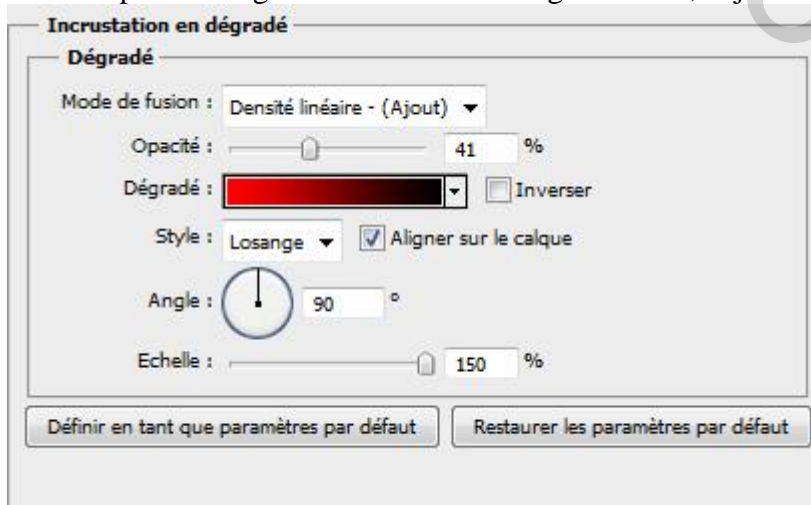 Incrustation en dégradé
Dégradé
Mode de fusion : Densité linéaire - (Ajout)
Opacité : 41 %
Dégradé : Inverser
Style : Losange Aligner sur le calque
Angle : 90 °
Echelle : 150 %
Définir en tant que paramètres par défaut Restaurer les paramètres par défaut